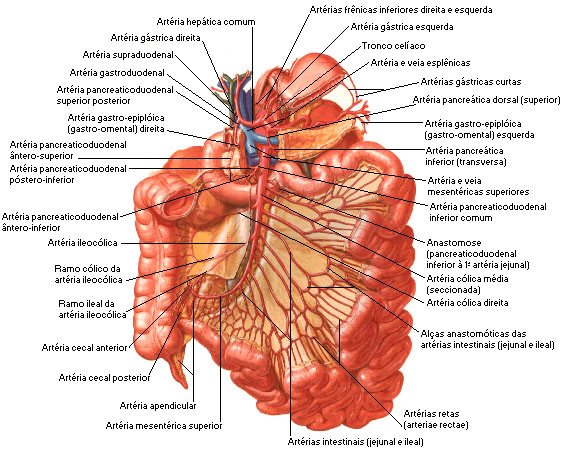 Artérias frênicas inferiores direita e esquerda
Artéria hepática comum
Artéria gástrica esquerda
Artéria gástrica direita
Tronco celíaco
Artéria supraduodenal
Artéria e veia esplênicas
Artéria gastroduodenal
Artérias gástricas curtas
Artéria pancreaticoduodenal
superior posterior
Artéria pancreática dorsal (superior)
Artéria gastro-epiplóica
(gastro-omental) direita
Artéria gastro-epiplóica
(gastro-omental) esquerda
Artéria pancreaticoduodenal
ântero-superior
Artéria pancreática
inferior (transversa)
Artéria pancreaticoduodenal
póstero-inferior
Artéria e veia
mesentéricas superiores
Artéria pancreaticoduodenal
inferior comum
Artéria pancreaticoduodenal
ântero-inferior
Artéria ileocólica
Anastomose
(pancreaticoduodenal
inferior à 1ª artéria jejunal)
Ramo cólico da
artéria ileocólica
Artéria cólica média
(seccionada)
Ramo ileal da
artéria ileocólica
Artéria cólica direita
Alças anastomóticas das
artérias intestinais (jejunal e ileal)
Artéria cecal anterior
Artéria cecal posterior
Artéria apendicular
Artérias retas
(arteriae rectae)
Artéria mesentérica superior
Artérias intestinais (jejunal e ileal)